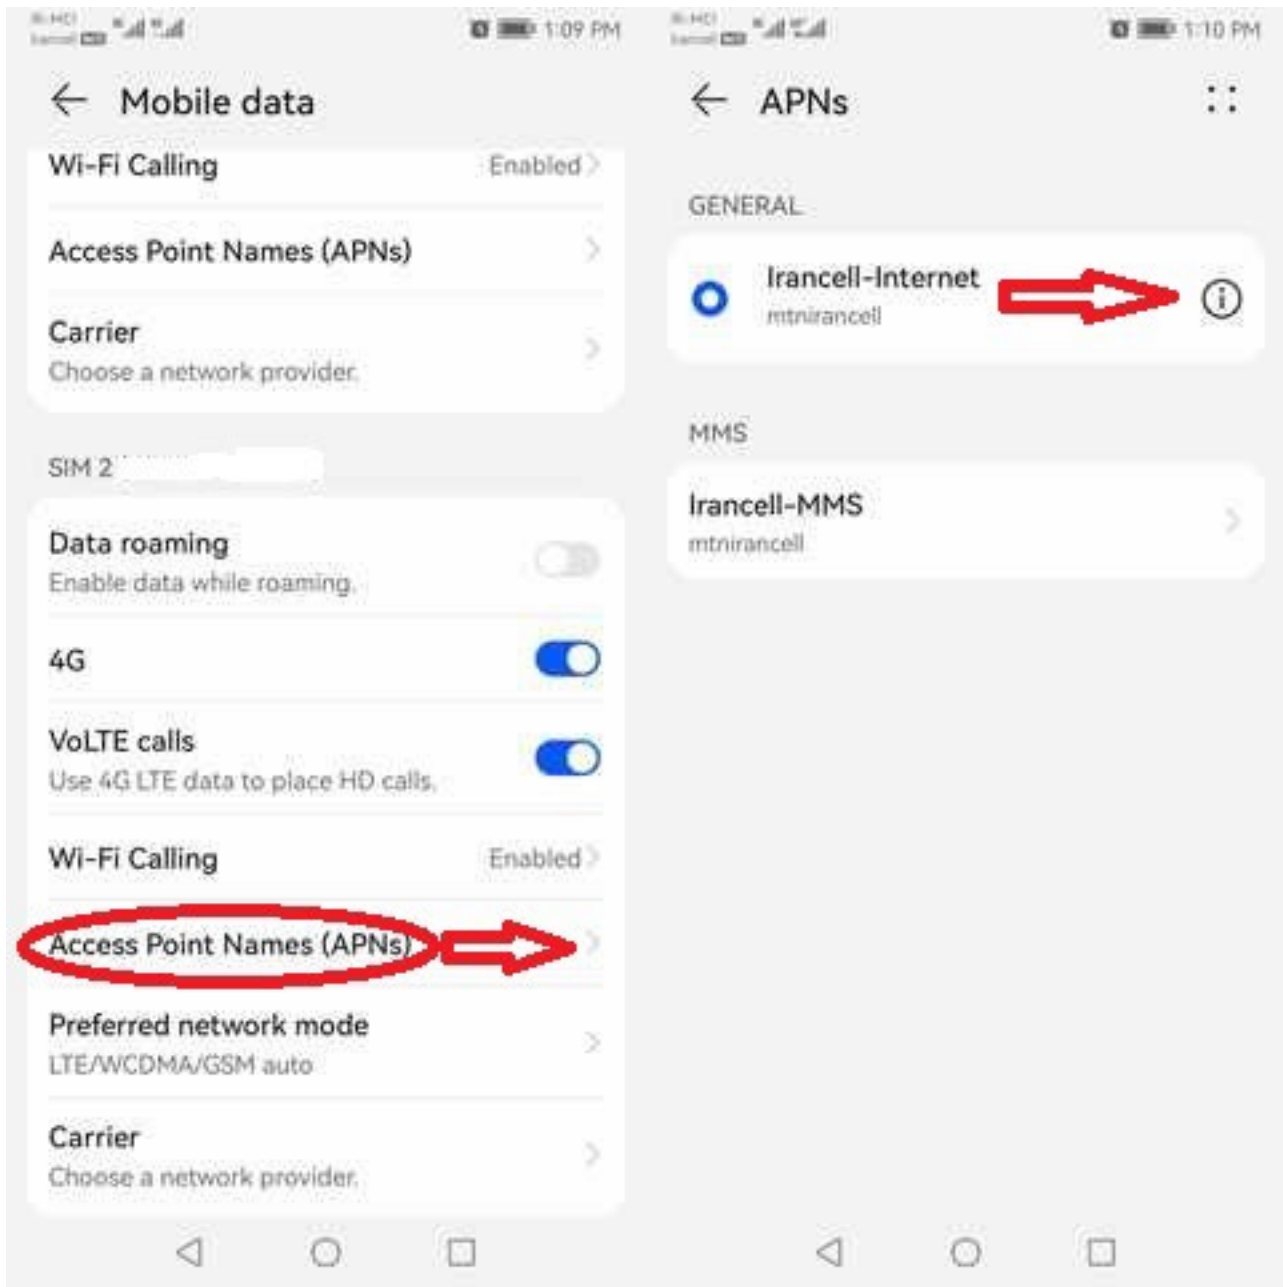 1:09 PM
Mobile data
Wi-Fi Calling
Enabled
Access Point Names (APNs)
Carrier
Choose a network provider.
SIM 2
Data roaming
Enable data while roaming.
4G
VoLTE calls
Use 4G LTE data to place HD calls.
Wi-Fi Calling
Enabled
Access Point Names (APNs)
Preferred network mode
LTE/WCDMA/GSM auto
Carrier
Choose a network provider.
1:10 PM
APNs
GENERAL
Irancell-Internet
mtnirancell
MMS
Irancell-MMS
mtnirancell